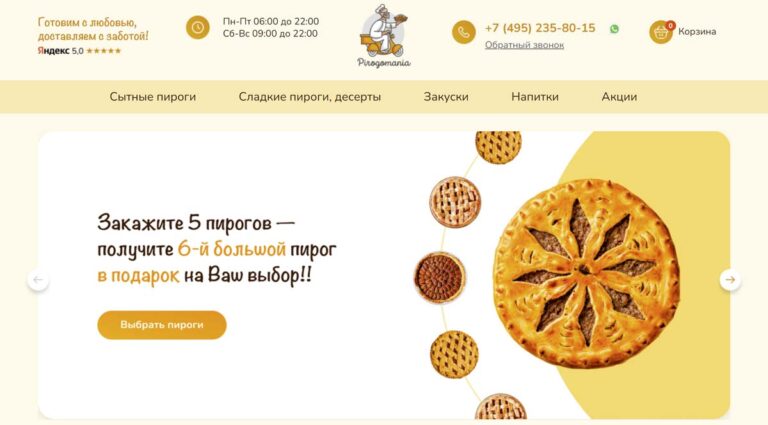 Готовим с любовью,
доставляем с заботой!
Яндекс 5,0 ★★★★★
Пн-Пт 06:00 до 22:00
Сб-Вс 09:00 до 22:00
Pirogomania
+7 (495) 235-80-15
Обратный звонок
0
Корзина
Сытные пироги
Сладкие пироги, десерты
Закуски
Напитки
Акции
Закажите 5 пирогов —
получите 6-й большой пирог
в подарок на Ваш выбор!!
Выбрать пироги